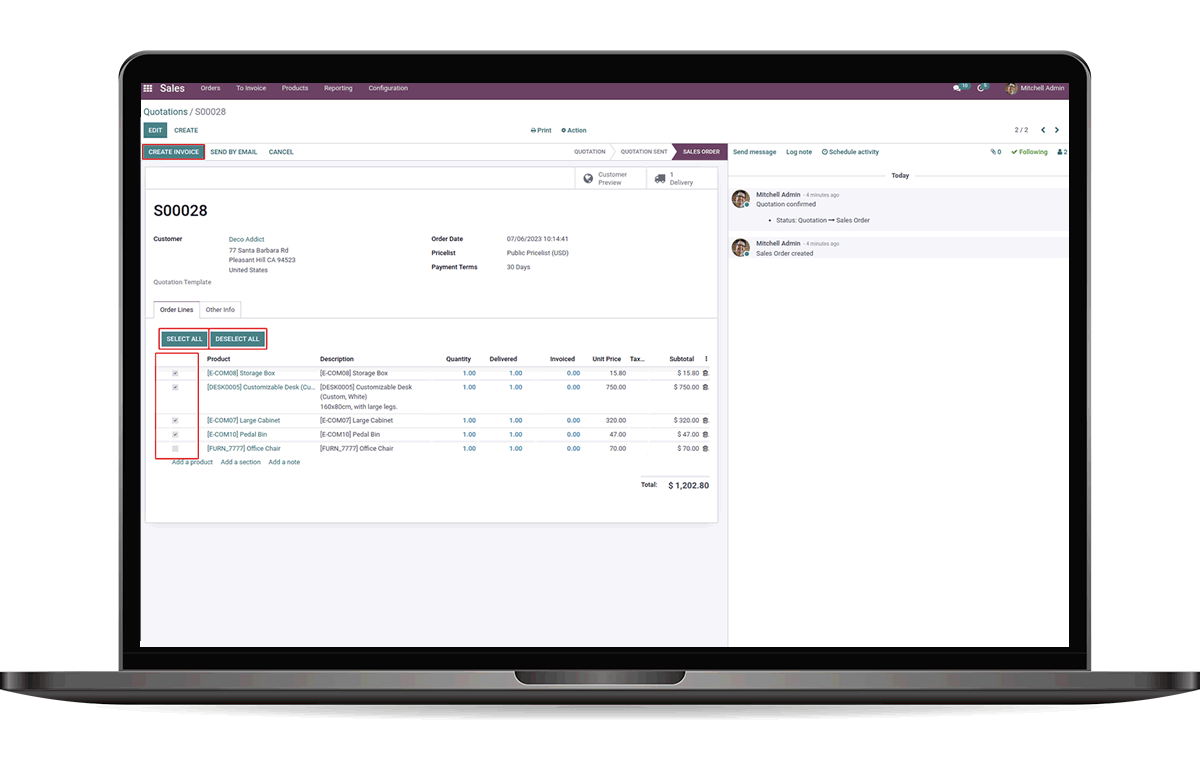 Sales Orders To Invoice Products Reporting Configuration 10 5 Mitchell Admin
Quotations / S00028
EDIT CREATE Print Action 2 / 2
CREATE INVOICE SEND BY EMAIL CANCEL QUOTATION QUOTATION SENT SALES ORDER
Customer Preview
1 Delivery
S00028
Customer Deco Addict
77 Santa Barbara Rd
Pleasant Hill CA 94523
United States
Quotation Template
Order Date 07/06/2023 10:14:41
Pricelist Public Pricelist (USD)
Payment Terms 30 Days
Order Lines Other Info
SELECT ALL DESELECT ALL
Product Description Quantity Delivered Invoiced Unit Price Tax... Subtotal
[E-COM08] Storage Box [E-COM08] Storage Box 1.00 1.00 0.00 15.80 $ 15.80
[DESK0005] Customizable Desk (Cu... [DESK0005] Customizable Desk 1.00 1.00 0.00 750.00 $ 750.00
(Custom, White)
160x80cm, with large legs.
[E-COM07] Large Cabinet [E-COM07] Large Cabinet 1.00 1.00 0.00 320.00 $ 320.00
[E-COM10] Pedal Bin [E-COM10] Pedal Bin 1.00 1.00 0.00 47.00 $ 47.00
[FURN_7777] Office Chair [FURN_7777] Office Chair 1.00 1.00 0.00 70.00 $ 70.00
Add a product Add a section Add a note
Total: $ 1,202.80
Send message Log note Schedule activity 0 Following 2
Today
Mitchell Admin - 4 minutes ago
Quotation confirmed
• Status: Quotation → Sales Order
Mitchell Admin - 4 minutes ago
Sales Order created